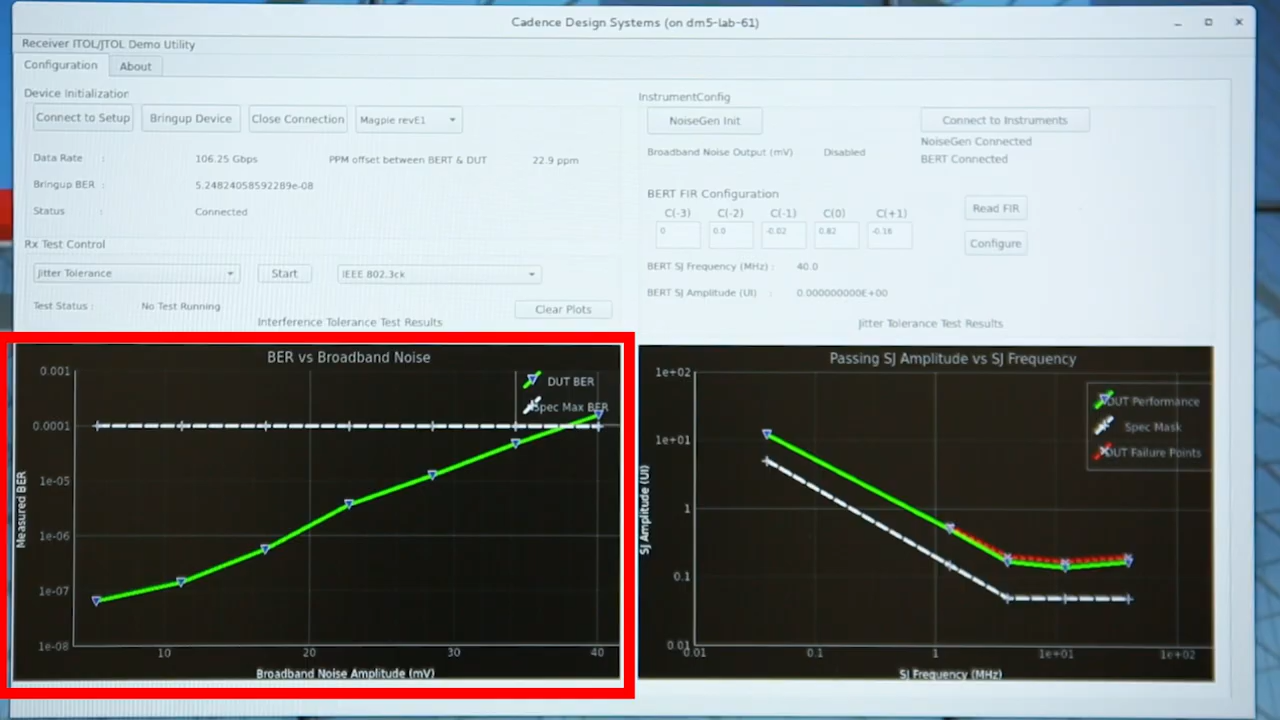 Cadence Design Systems (on dm5-lab-61)
Receiver ITOL/JTOL Demo Utility
Configuration About
Device Initialization
Connect to Setup Bringup Device Close Connection Magpie revE1
Data Rate : 106.25 Gbps PPM offset between BERT & DUT 22.9 ppm
Bringup BER : 5.24824058592289e-08
Status : Connected
Rx Test Control
Jitter Tolerance Start IEEE 802.3ck
Test Status : No Test Running Clear Plots
Interference Tolerance Test Results
InstrumentConfig
NoiseGen Init Connect to Instruments
NoiseGen Connected
Broadband Noise Output (mV) Disabled
BERT Connected
BERT FIR Configuration
C(-3) C(-2) C(-1) C(0) C(+1) Read FIR
0 0.0 -0.02 0.82 -0.16
Configure
BERT SJ Frequency (MHz) : 40.0
BERT SJ Amplitude (UI) : 0.000000000E+00
Jitter Tolerance Test Results
BER vs Broadband Noise
DUT BER
Spec Max BER
Measured BER
0.001
0.0001
1e-05
1e-06
1e-07
1e-08
10 20 30 40
Broadband Noise Amplitude (mV)
Passing SJ Amplitude vs SJ Frequency
DUT Performance
Spec Mask
DUT Failure Points
SJ Amplitude (UI)
1e+02
1e+01
1
0.1
0.01
0.01 0.1 1 1e+01 1e+02
SJ Frequency (MHz)